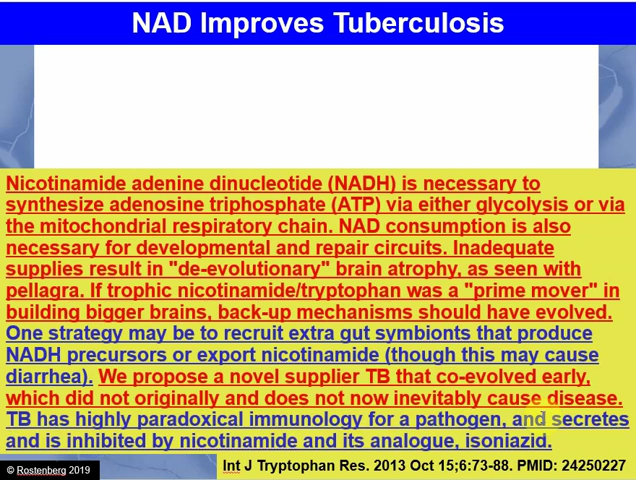 NAD Improves Tuberculosis
Nicotinamide adenine dinucleotide (NADH) is necessary to
synthesize adenosine triphosphate (ATP) via either glycolysis or via
the mitochondrial respiratory chain. NAD consumption is also
necessary for developmental and repair circuits. Inadequate
supplies result in "de-evolutionary" brain atrophy, as seen with
pellagra. If trophic nicotinamide/tryptophan was a "prime mover" in
building bigger brains, back-up mechanisms should have evolved.
One strategy may be to recruit extra gut symbionts that produce
NADH precursors or export nicotinamide (though this may cause
diarrhea). We propose a novel supplier TB that co-evolved early,
which did not originally and does not now inevitably cause disease.
TB has highly paradoxical immunology for a pathogen, and secretes
and is inhibited by nicotinamide and its analogue, isoniazid.
Int J Tryptophan Res. 2013 Oct 15;6:73-88. PMID: 24250227
© Rostenberg 2019